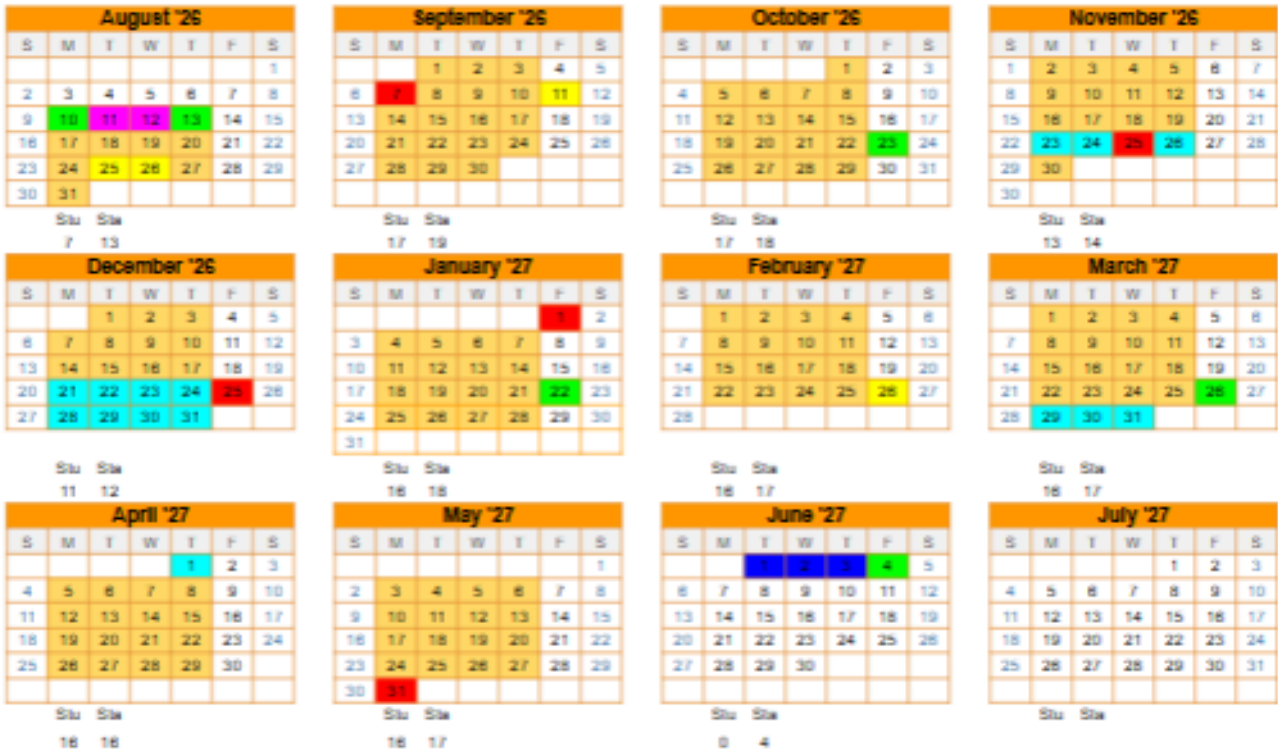 August '26 September '26 October '26 November '26
S M T W T F S S M T W T F S S M T W T F S S M T W T F S
1 1 2 3 4 5 1 2 3 1 2 3 4 5 6 7
2 3 4 5 6 7 8 6 7 8 9 10 11 12 4 5 6 7 8 9 10 8 9 10 11 12 13 14
9 10 11 12 13 14 15 13 14 15 16 17 18 19 11 12 13 14 15 16 17 15 16 17 18 19 20 21
16 17 18 19 20 21 22 20 21 22 23 24 25 26 18 19 20 21 22 23 24 22 23 24 25 26 27 28
23 24 25 26 27 28 29 27 28 29 30 25 26 27 28 29 30 31 29 30
30 31 30
Stu Sta Stu Sta Stu Sta Stu Sta
7 13 17 19 17 18 13 14
December '26 January '27 February '27 March '27
S M T W T F S S M T W T F S S M T W T F S S M T W T F S
1 2 3 4 5 1 2 1 2 3 4 5 6 1 2 3 4 5 6
6 7 8 9 10 11 12 3 4 5 6 7 8 9 7 8 9 10 11 12 13 7 8 9 10 11 12 13
13 14 15 16 17 18 19 10 11 12 13 14 15 16 14 15 16 17 18 19 20 14 15 16 17 18 19 20
20 21 22 23 24 25 26 17 18 19 20 21 22 23 21 22 23 24 25 26 27 21 22 23 24 25 26 27
27 28 29 30 31 24 25 26 27 28 29 30 28 28 29 30 31
31
Stu Sta Stu Sta Stu Sta Stu Sta
11 12 16 18 16 17 16 17
April '27 May '27 June '27 July '27
S M T W T F S S M T W T F S S M T W T F S S M T W T F S
1 2 3 1 1 2 3 4 5 1 2 3
4 5 6 7 8 9 10 2 3 4 5 6 7 8 6 7 8 9 10 11 12 4 5 6 7 8 9 10
11 12 13 14 15 16 17 9 10 11 12 13 14 15 13 14 15 16 17 18 19 11 12 13 14 15 16 17
18 19 20 21 22 23 24 16 17 18 19 20 21 22 20 21 22 23 24 25 26 18 19 20 21 22 23 24
25 26 27 28 29 30 23 24 25 26 27 28 29 27 28 29 30 25 26 27 28 29 30 31
30 31
Stu Sta Stu Sta Stu Sta Stu Sta
16 16 16 17 0 4